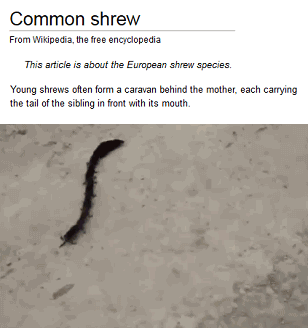 Common shrew
From Wikipedia, the free encyclopedia
This article is about the European shrew species.
Young shrews often form a caravan behind the mother, each carrying
the tail of the sibling in front with its mouth.